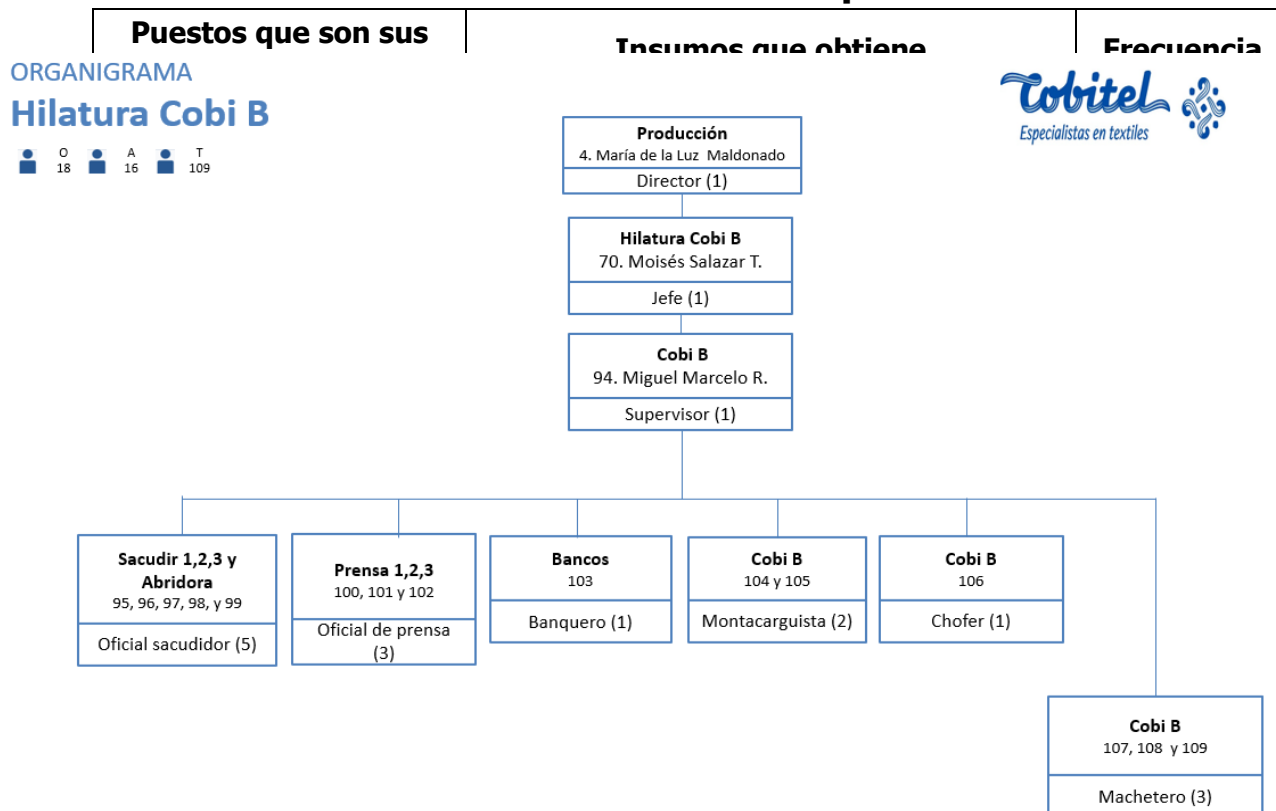 Puestos que son sus
Insumos que obtiene
Frecuencia
ORGANIGRAMA
Hilatura Cobi B
O
18
A
16
T
109
Cobitel
Especialistas en textiles
Producción
4. María de la Luz Maldonado
Director (1)
Hilatura Cobi B
70. Moisés Salazar T.
Jefe (1)
Cobi B
94. Miguel Marcelo R.
Supervisor (1)
Sacudir 1,2,3 y
Abridora
95, 96, 97, 98, y 99
Oficial sacudidor (5)
Prensa 1,2,3
100, 101 y 102
Oficial de prensa
(3)
Bancos
103
Banquero (1)
Cobi B
104 y 105
Montacarguista (2)
Cobi B
106
Chofer (1)
Cobi B
107, 108 y 109
Machetero (3)